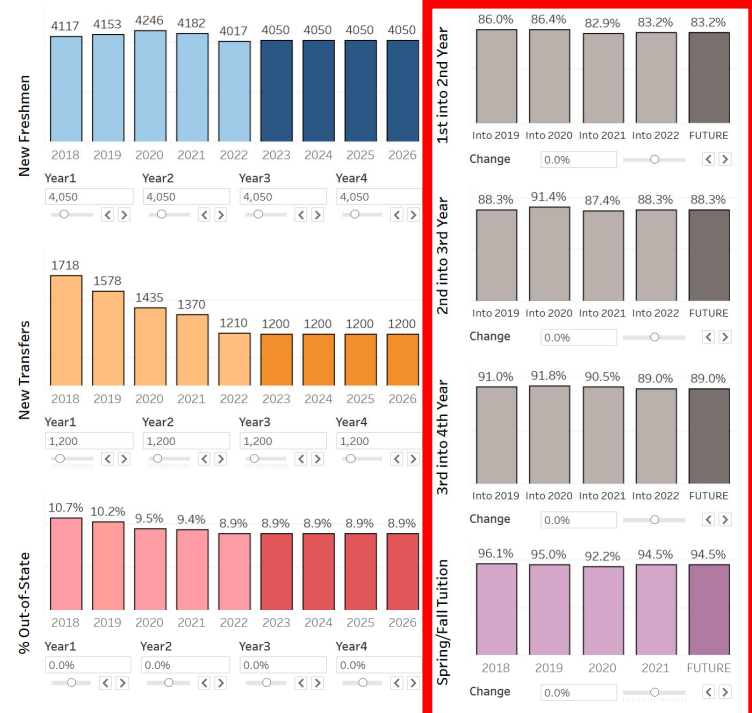 New Freshmen
4117 4153 4246 4182 4017 4050 4050 4050 4050
2018 2019 2020 2021 2022 2023 2024 2025 2026
Year1 Year2 Year3 Year4
4,050 4,050 4,050 4,050
New Transfers
1718 1578 1435 1370 1210 1200 1200 1200 1200
2018 2019 2020 2021 2022 2023 2024 2025 2026
Year1 Year2 Year3 Year4
1,200 1,200 1,200 1,200
% Out-of-State
10.7% 10.2% 9.5% 9.4% 8.9% 8.9% 8.9% 8.9% 8.9%
2018 2019 2020 2021 2022 2023 2024 2025 2026
Year1 Year2 Year3 Year4
0.0% 0.0% 0.0% 0.0%
1st into 2nd Year
86.0% 86.4% 82.9% 83.2% 83.2%
Into 2019 Into 2020 Into 2021 Into 2022 FUTURE
Change 0.0%
2nd into 3rd Year
88.3% 91.4% 87.4% 88.3% 88.3%
Into 2019 Into 2020 Into 2021 Into 2022 FUTURE
Change 0.0%
3rd into 4th Year
91.0% 91.8% 90.5% 89.0% 89.0%
Into 2019 Into 2020 Into 2021 Into 2022 FUTURE
Change 0.0%
Spring/Fall Tuition
96.1% 95.0% 92.2% 94.5% 94.5%
2018 2019 2020 2021 FUTURE
Change 0.0%